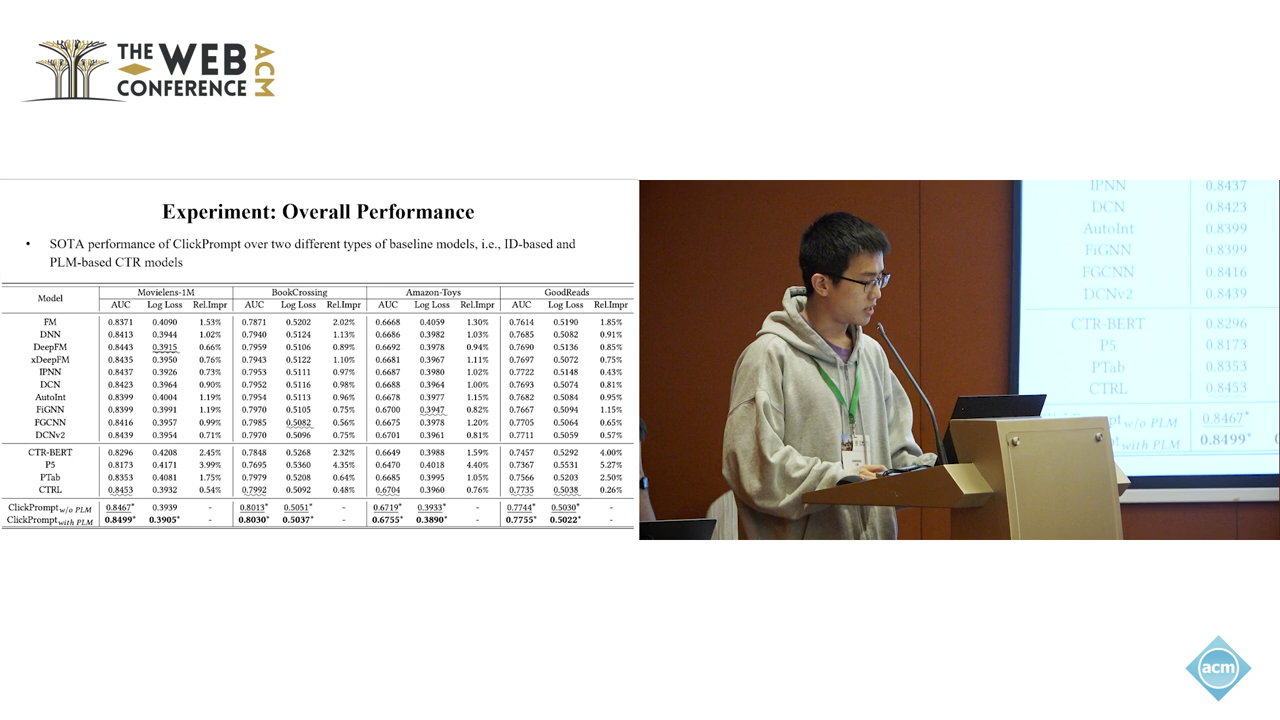 THE WEB
CONFERENCE
ACM
Experiment: Overall Performance
• SOTA performance of ClickPrompt over two different types of baseline models, i.e., ID-based and
PLM-based CTR models
Model Movielens-1M BookCrossing Amazon-Toys GoodReads
AUC Log Loss Rel.Impr AUC Log Loss Rel.Impr AUC Log Loss Rel.Impr AUC Log Loss Rel.Impr
FM 0.8371 0.4090 1.53% 0.7871 0.5202 2.02% 0.6668 0.4059 1.30% 0.7614 0.5190 1.85%
DNN 0.8413 0.3944 1.02% 0.7940 0.5124 1.13% 0.6686 0.3982 1.03% 0.7685 0.5082 0.91%
DeepFM 0.8443 0.3915 0.66% 0.7959 0.5106 0.89% 0.6692 0.3978 0.94% 0.7690 0.5136 0.85%
xDeepFM 0.8435 0.3950 0.76% 0.7943 0.5122 1.10% 0.6681 0.3967 1.11% 0.7697 0.5072 0.75%
IPNN 0.8437 0.3926 0.73% 0.7953 0.5111 0.97% 0.6687 0.3980 1.02% 0.7722 0.5148 0.43%
DCN 0.8423 0.3964 0.90% 0.7952 0.5116 0.98% 0.6688 0.3964 1.00% 0.7693 0.5074 0.81%
AutoInt 0.8399 0.4004 1.19% 0.7954 0.5113 0.96% 0.6678 0.3977 1.15% 0.7682 0.5084 0.95%
FiGNN 0.8399 0.3991 1.19% 0.7970 0.5105 0.75% 0.6700 0.3947 0.82% 0.7667 0.5094 1.15%
FGCNN 0.8416 0.3957 0.99% 0.7985 0.5082 0.56% 0.6675 0.3978 1.20% 0.7705 0.5064 0.65%
DCNv2 0.8439 0.3954 0.71% 0.7970 0.5096 0.75% 0.6701 0.3961 0.81% 0.7711 0.5059 0.57%
CTR-BERT 0.8296 0.4208 2.45% 0.7848 0.5268 2.32% 0.6649 0.3988 1.59% 0.7457 0.5292 4.00%
P5 0.8173 0.4171 3.99% 0.7695 0.5360 4.35% 0.6470 0.4018 4.40% 0.7367 0.5531 5.27%
PTab 0.8353 0.4081 1.75% 0.7979 0.5208 0.64% 0.6685 0.3995 1.05% 0.7566 0.5203 2.50%
CTRL 0.8453 0.3932 0.54% 0.7992 0.5092 0.48% 0.6704 0.3960 0.76% 0.7735 0.5038 0.26%
ClickPrompt w/o PLM 0.8467* 0.3939 - 0.8013* 0.5051* - 0.6719* 0.3933* - 0.7744* 0.5030* -
ClickPrompt with PLM 0.8499* 0.3905* - 0.8030* 0.5037* - 0.6755* 0.3890* - 0.7755* 0.5022* -
IPNN 0.8437
DCN 0.8423
AutoInt 0.8399
FiGNN 0.8399
FGCNN 0.8416
DCNv2 0.8439
CTR-BERT 0.8296
P5 0.8173
PTab 0.8353
CTRL 0.8453
w/o PLM 0.8467*
with PLM 0.8499*
acm